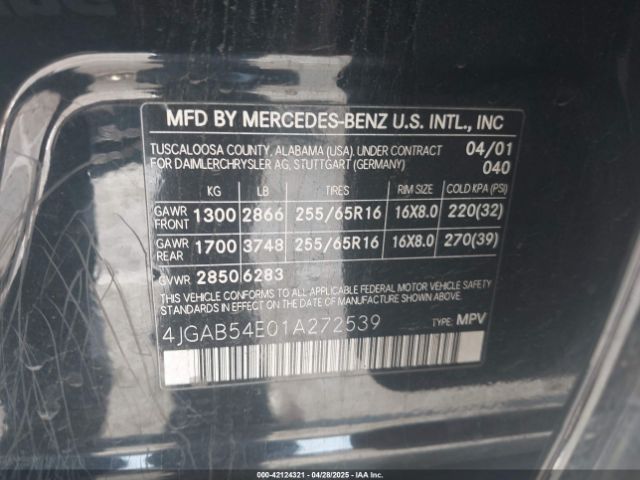 MFD BY MERCEDES-BENZ U.S. INTL., INC
TUSCALOOSA COUNTY, ALABAMA (USA), UNDER CONTRACT 04/01
FOR DAIMLERCHRYSLER AG, STUTTGART (GERMANY) 040
KG LB TIRES RIM SIZE COLD KPA (PSI)
GAWR FRONT 1300 2866 255/65R16 16X8.0 220(32)
GAWR REAR 1700 3748 255/65R16 16X8.0 270(39)
GVWR 2850 6283
THIS VEHICLE CONFORMS TO ALL APPLICABLE FEDERAL MOTOR VEHICLE SAFETY
STANDARDS IN EFFECT ON THE DATE OF MANUFACTURE SHOWN ABOVE.
4JGAB54E01A272539 TYPE: MPV
000-42124321 | 04/28/2025 | © IAA Holdings, LLC